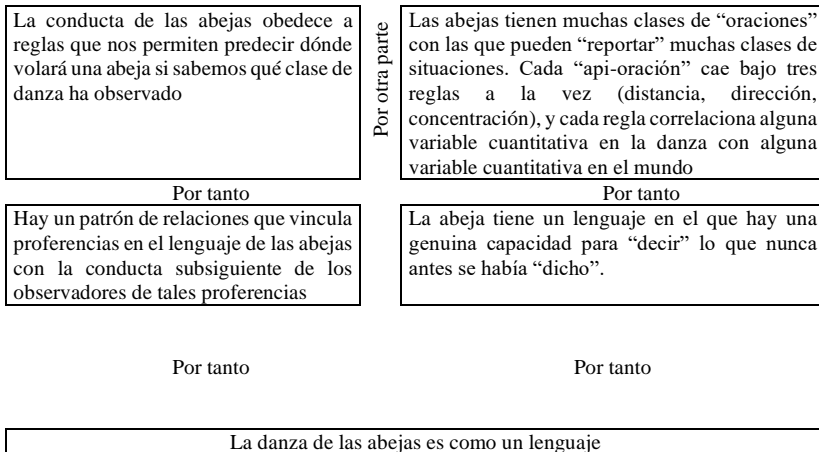 La conducta de las abejas obedece a
reglas que nos permiten predecir dónde
volará una abeja si sabemos qué clase de
danza ha observado
Por otra parte
Las abejas tienen muchas clases de “oraciones”
con las que pueden “reportar” muchas clases de
situaciones. Cada “api-oración” cae bajo tres
reglas a la vez (distancia, dirección,
concentración), y cada regla correlaciona alguna
variable cuantitativa en la danza con alguna
variable cuantitativa en el mundo
Por tanto
Por tanto
Hay un patrón de relaciones que vincula
proferencias en el lenguaje de las abejas
con la conducta subsiguiente de los
observadores de tales proferencias
La abeja tiene un lenguaje en el que hay una
genuina capacidad para “decir” lo que nunca
antes se había “dicho”.
Por tanto
Por tanto
La danza de las abejas es como un lenguaje